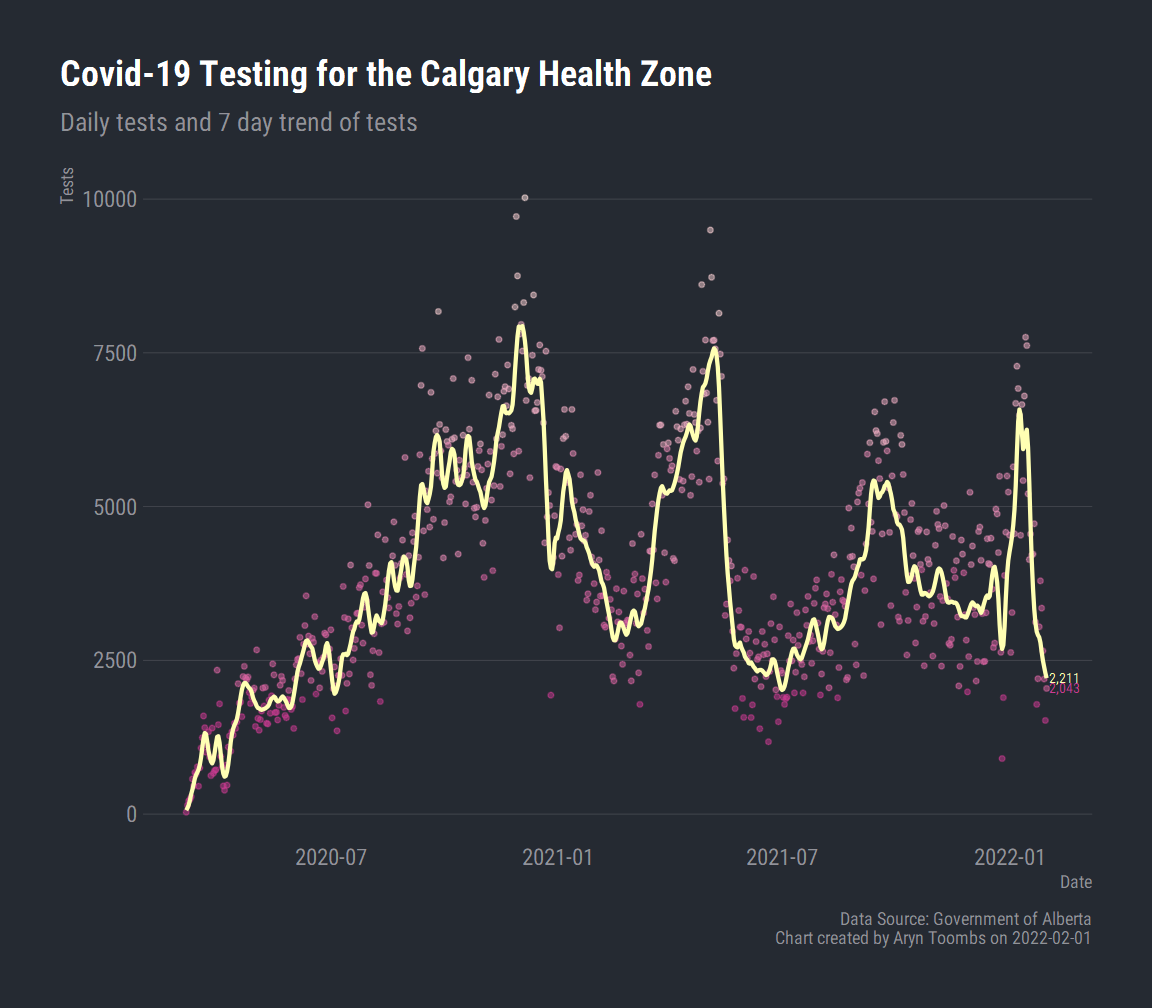 Covid-19 Testing for the Calgary Health Zone
Daily tests and 7 day trend of tests
Tests
10000
7500
5000
2500
0
2,211
2,043
2020-07
2021-01
2021-07
2022-01
Date
Data Source: Government of Alberta
Chart created by Aryn Toombs on 2022-02-01